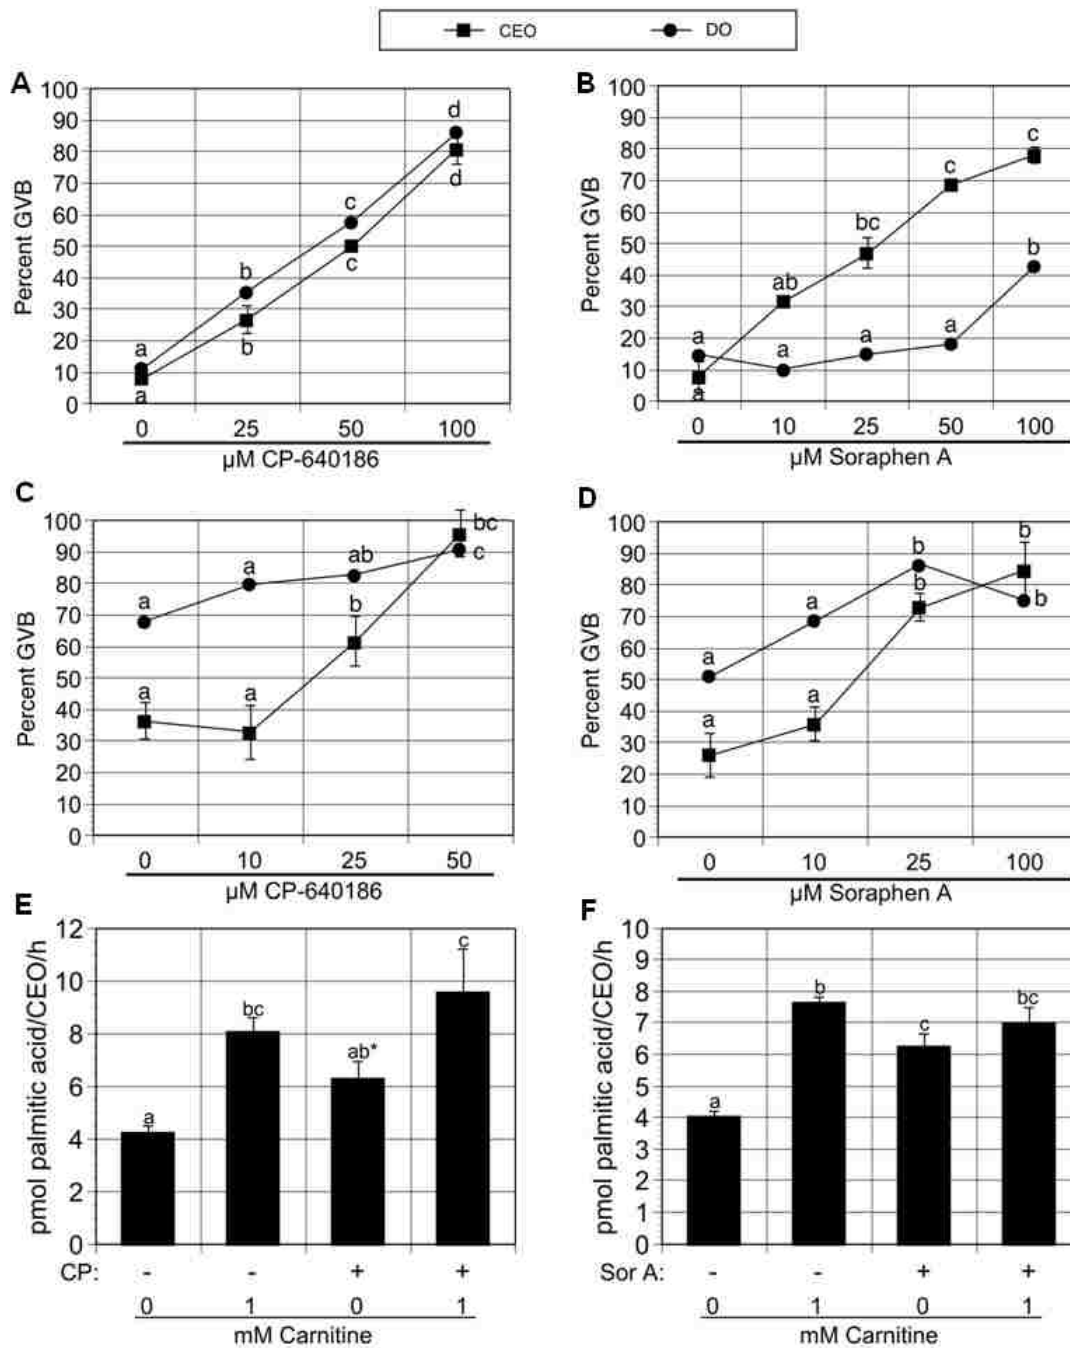 CEO DO
A
100
90
80
70
60
50
40
30
20
10
0
Percent GVB
a
a
b
b
c
c
d
d
0 25 50 100
µM CP-640186
B
100
90
80
70
60
50
40
30
20
10
0
Percent GVB
a
a
ab
a
bc
a
c
a
c
b
0 10 25 50 100
µM Soraphen A
C
100
90
80
70
60
50
40
30
20
10
0
Percent GVB
a
a
a
a
ab
b
bc
c
0 10 25 50
µM CP-640186
D
100
90
80
70
60
50
40
30
20
10
0
Percent GVB
a
a
a
a
b
b
b
b
0 10 25 100
µM Soraphen A
E
12
10
8
6
4
2
0
pmol palmitic acid/CEO/h
a
bc
ab*
c
CP: - - + +
0 1 0 1
mM Carnitine
F
10
9
8
7
6
5
4
3
2
1
0
pmol palmitic acid/CEO/h
a
b
c
bc
Sor A: - - + +
0 1 0 1
mM Carnitine